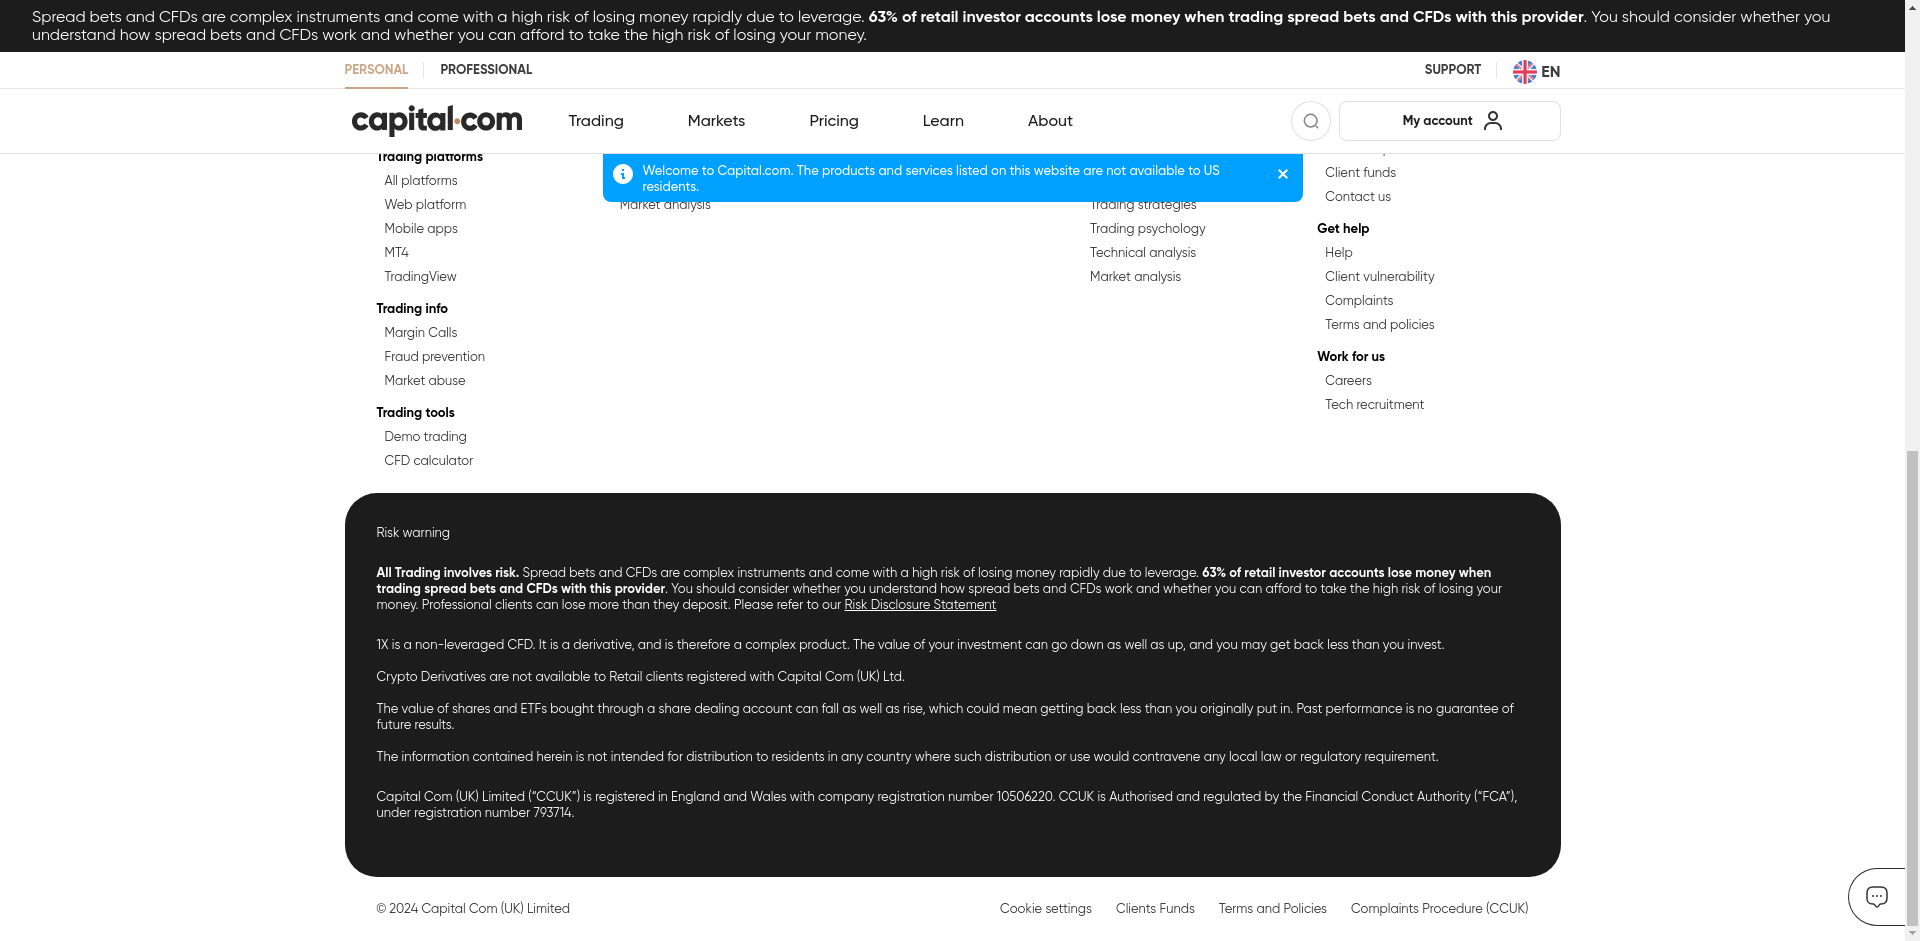 Spread bets and CFDs are complex instruments and come with a high risk of losing money rapidly due to leverage. 63% of retail investor accounts lose money when trading spread bets and CFDs with this provider. You should consider whether you
understand how spread bets and CFDs work and whether you can afford to take the high risk of losing your money.
PERSONAL
PROFESSIONAL
SUPPORT
EN
capital.com
Trading
Markets
Pricing
Learn
About
My account
Welcome to Capital.com. The products and services listed on this website are not available to US
residents.
Trading platforms
All platforms
Web platform
Mobile apps
MT4
TradingView
Trading info
Margin Calls
Fraud prevention
Market abuse
Trading tools
Demo trading
CFD calculator
Market analysis
Trading strategies
Trading psychology
Technical analysis
Market analysis
Client funds
Contact us
Get help
Help
Client vulnerability
Complaints
Terms and policies
Work for us
Careers
Tech recruitment
Risk warning
All Trading involves risk. Spread bets and CFDs are complex instruments and come with a high risk of losing money rapidly due to leverage. 63% of retail investor accounts lose money when
trading spread bets and CFDs with this provider. You should consider whether you understand how spread bets and CFDs work and whether you can afford to take the high risk of losing your
money. Professional clients can lose more than they deposit. Please refer to our Risk Disclosure Statement
1X is a non-leveraged CFD. It is a derivative, and is therefore a complex product. The value of your investment can go down as well as up, and you may get back less than you invest.
Crypto Derivatives are not available to Retail clients registered with Capital Com (UK) Ltd.
The value of shares and ETFs bought through a share dealing account can fall as well as rise, which could mean getting back less than you originally put in. Past performance is no guarantee of
future results.
The information contained herein is not intended for distribution to residents in any country where such distribution or use would contravene any local law or regulatory requirement.
Capital Com (UK) Limited (“CCUK”) is registered in England and Wales with company registration number 10506220. CCUK is Authorised and regulated by the Financial Conduct Authority (“FCA”),
under registration number 793714.
© 2024 Capital Com (UK) Limited
Cookie settings
Clients Funds
Terms and Policies
Complaints Procedure (CCUK)